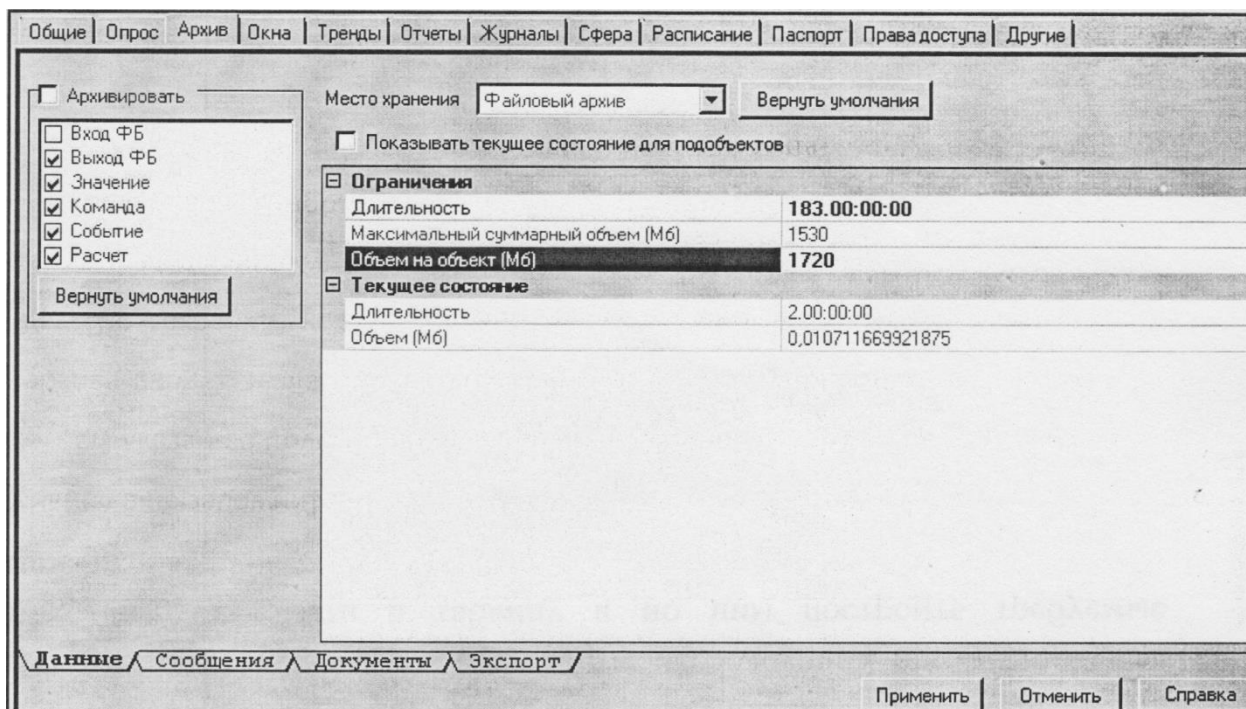 Общие Опрос Архив Окна Тренды Отчеты Журналы Сфера Расписание Паспорт Права доступа Другие
Архивировать
Вход ФБ
Выход ФБ
Значение
Команда
Событие
Расчет
Вернуть умолчания
Место хранения Файловый архив Вернуть умолчания
Показывать текущее состояние для подобъектов
Ограничения
Длительность 183.00:00:00
Максимальный суммарный объем (Мб) 1530
Объем на объект (Мб) 1720
Текущее состояние
Длительность 2.00:00:00
Объем (Мб) 0,010711669921875
Данные Сообщения Документы Экспорт
Применить Отменить Справка